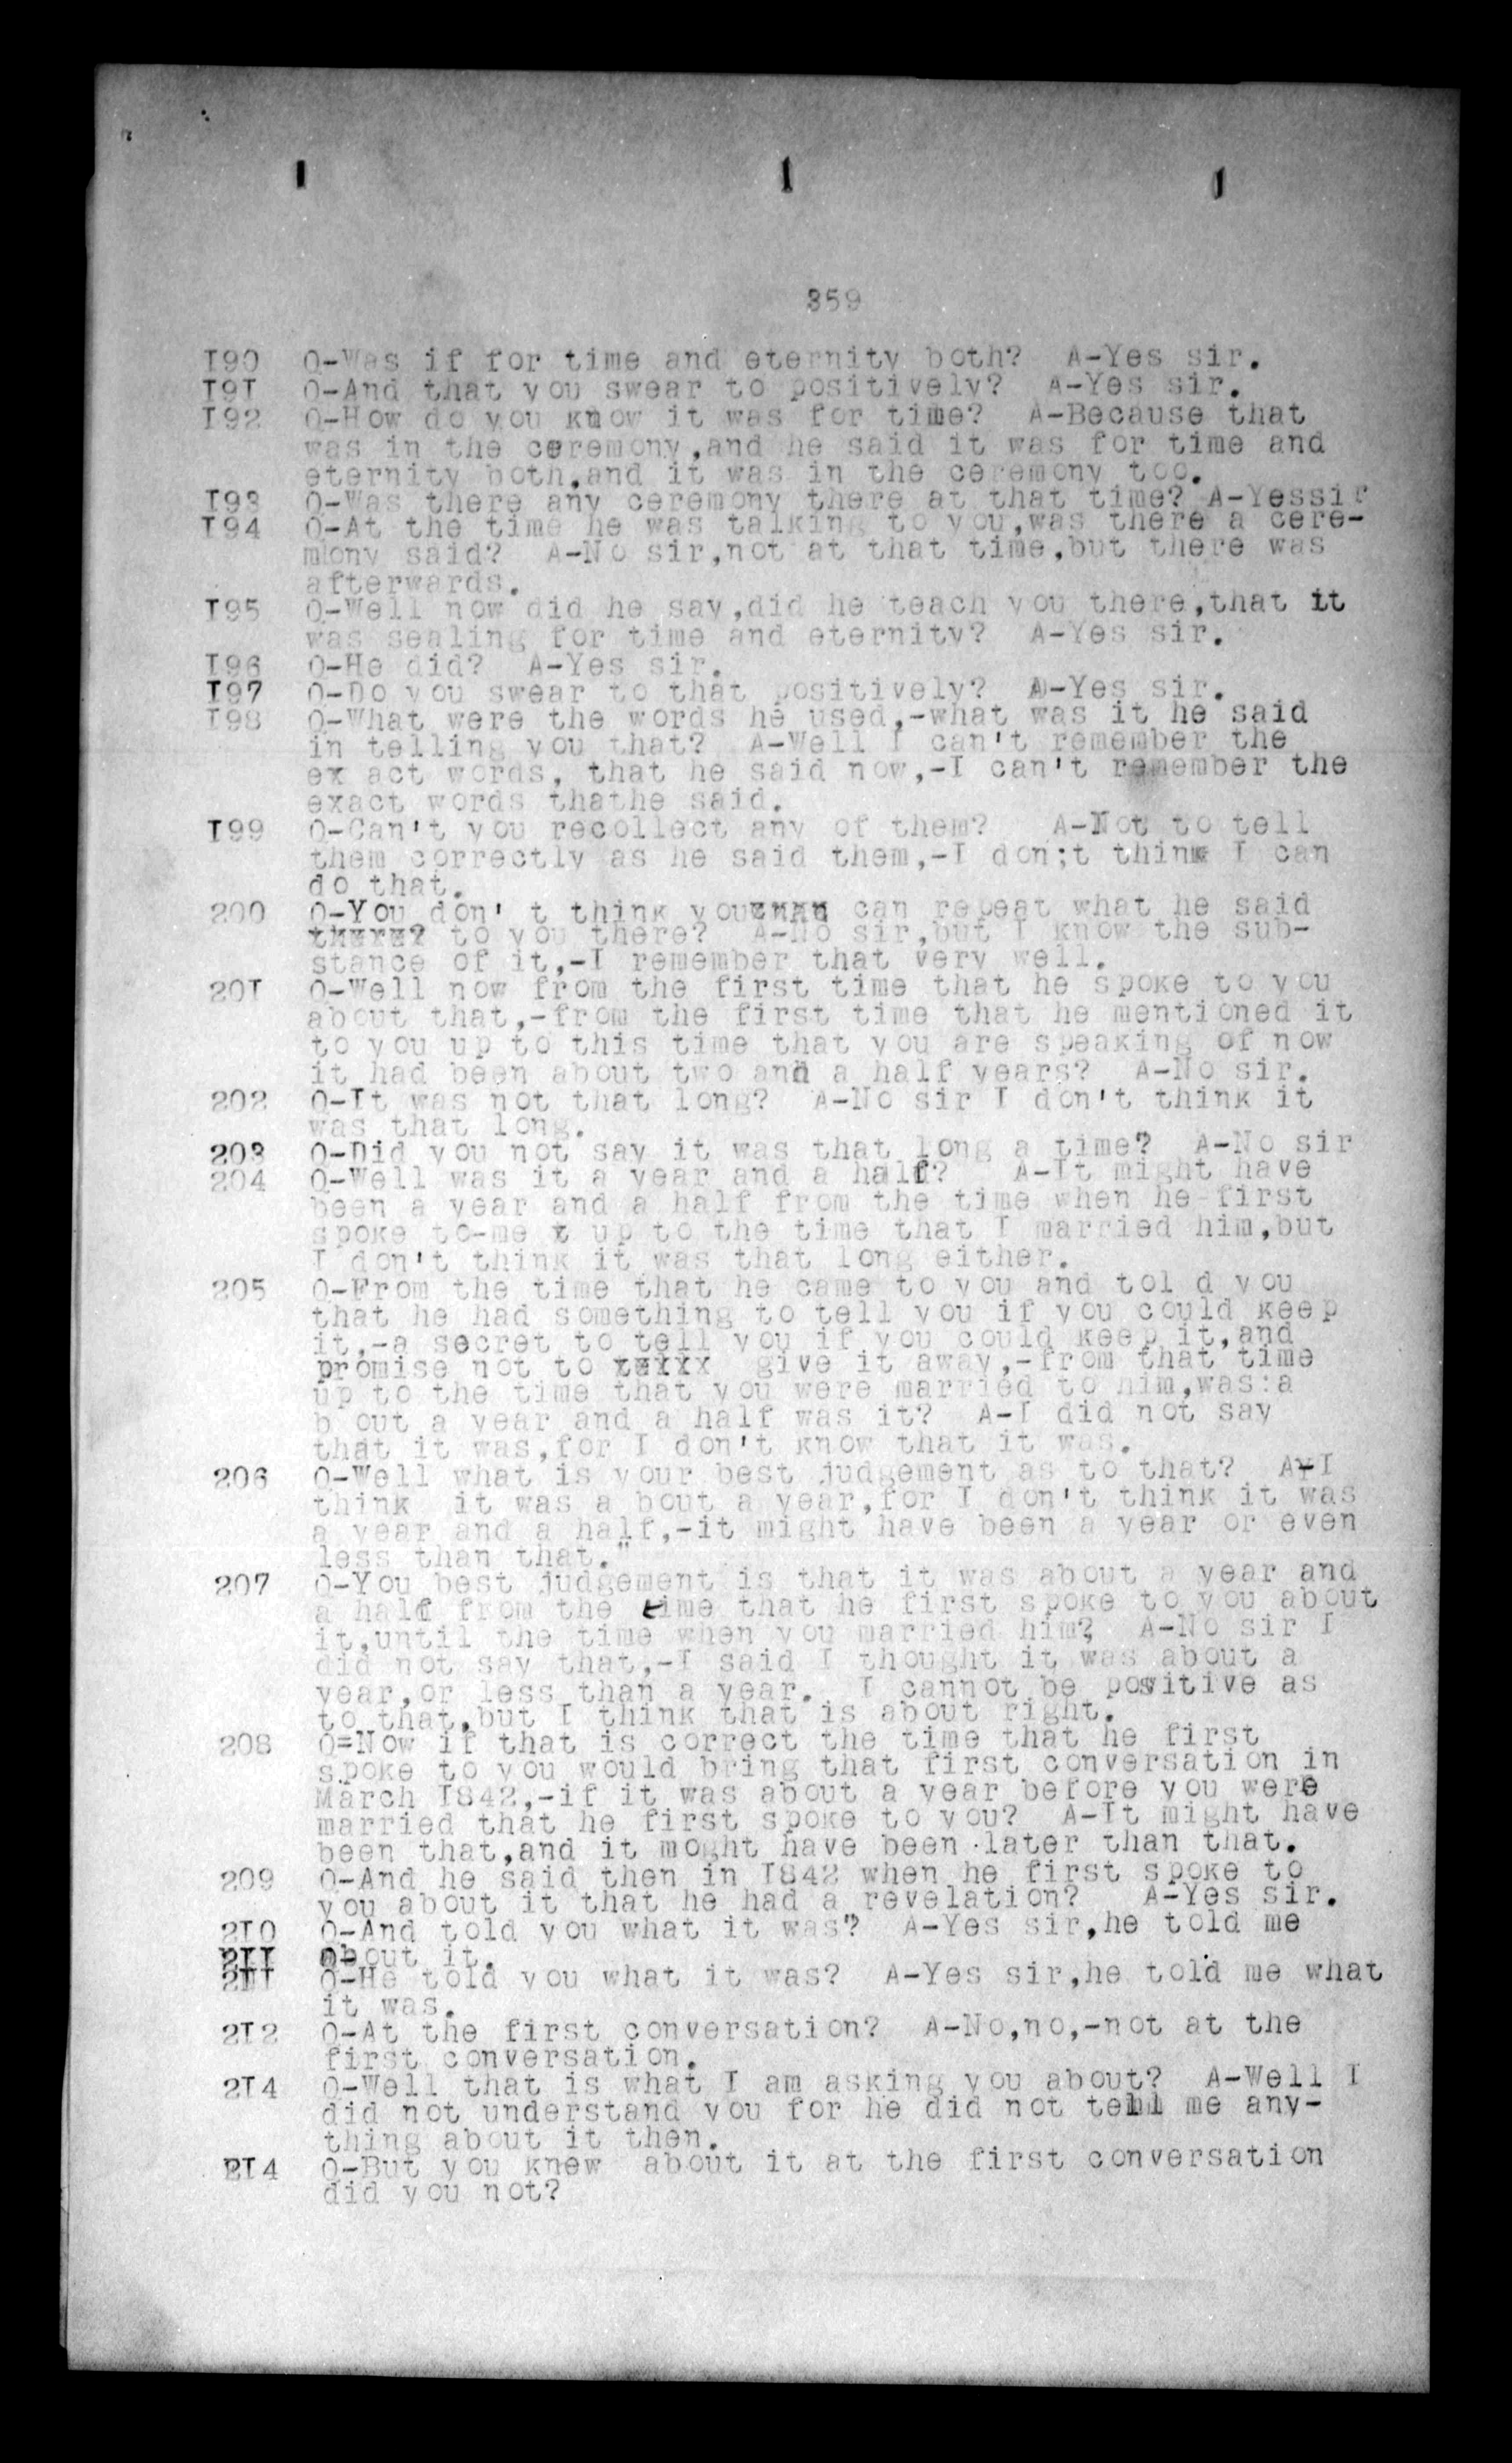 359
190 Q-Was if for time and eternity both? A-Yes sir.
191 Q-And that you swear to positively? A-Yes sir.
192 Q-How do you know it was for time? A-Because that
was in the ceremony,and he said it was for time and
eternity both,and it was in the ceremony too.
193 Q-Was there any ceremony there at that time? A-Yessir
194 Q-At the time he was talking to you,was there a cere-
mony said? A-No sir,not at that time,but there was
afterwards.
195 Q-Well now did he say,did he teach you there,that it
was sealing for time and eternity? A-Yes sir.
196 Q-He did? A-Yes sir.
197 Q-Do you swear to that positively? A-Yes sir.
198 Q-What were the words he used,-what was it he said
in telling you that? A-Well I can't remember the
ex act words, that he said now,-I can't remember the
exact words thathe said.
199 Q-Can't you recollect any of them? A-Not to tell
them correctly as he said them,-I don;t think I can
do that.
200 Q-You don' t think you can repeat what he said
to you there? A-No sir,but I know the sub-
stance of it,-I remember that very well.
201 Q-Well now from the first time that he spoke to you
about that,-from the first time that he mentioned it
to you up to this time that you are speaking of now
it had been about two and a half years? A-No sir.
202 Q-It was not that long? A-No sir I don't think it
was that long.
203 Q-Did you not say it was that long a time? A-No sir
204 Q-Well was it a year and a half? A-It might have
been a year and a half from the time when he first
spoke to-me up to the time that I married him,but
I don't think it was that long either.
205 Q-From the time that he came to you and tol d you
that he had something to tell you if you could keep
it,-a secret to tell you if you could keep it,and
promise not to give it away,-from that time
up to the time that you were married to him,was:a
b out a year and a half was it? A-I did not say
that it was,for I don't know that it was.
206 Q-Well what is your best judgement as to that? A-I
think it was a bout a year,for I don't think it was
a year and a half,-it might have been a year or even
less than that."
207 Q-You best judgement is that it was about a year and
a half from the time that he first spoke to you about
it,until the time when you married him? A-No sir I
did not say that,-I said I thought it was about a
year,or less than a year. I cannot be positive as
to that,but I think that is about right.
208 Q=Now if that is correct the time that he first
spoke to you would bring that first conversation in
March 1842,-if it was about a year before you were
married that he first spoke to you? A-It might have
been that,and it moght have been later than that.
209 Q-And he said then in 1842 when he first spoke to
you about it that he had a revelation? A-Yes sir.
210 Q-And told you what it was? A-Yes sir,he told me
211 about it.
211 Q-He told you what it was? A-Yes sir,he told me what
it was.
212 Q-At the first conversation? A-No,no,-not at the
first conversation.
214 Q-Well that is what I am asking you about? A-Well I
did not understand you for he did not tell me any-
thing about it then.
214 Q-But you knew about it at the first conversation
did you not?